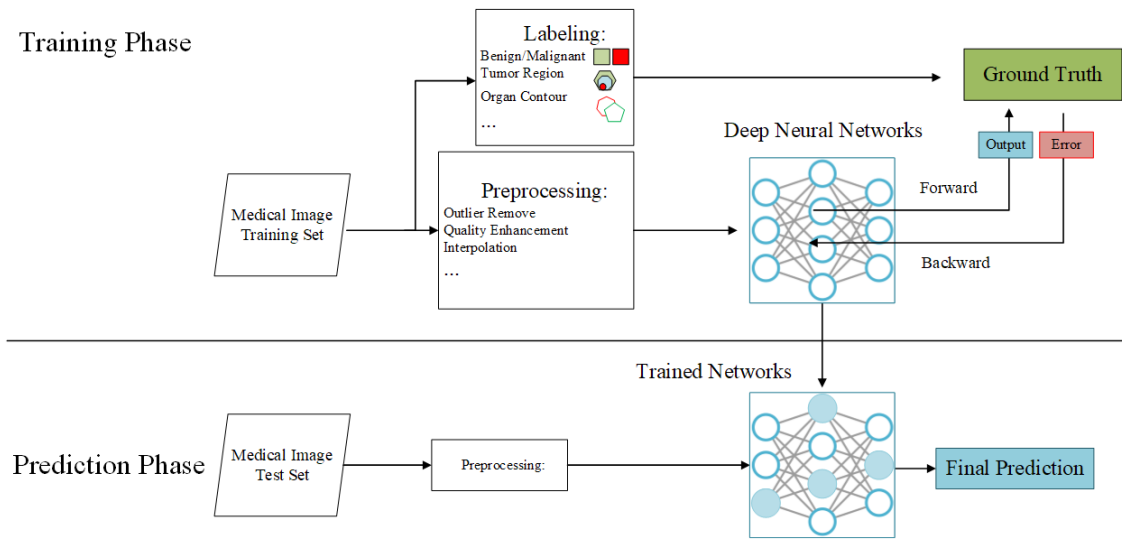 Training Phase
Labeling:
Benign/Malignant
Tumor Region
Organ Contour
...
Ground Truth
Deep Neural Networks
Output
Error
Preprocessing:
Outlier Remove
Quality Enhancement
Interpolation
...
Medical Image
Training Set
Forward
Backward
Trained Networks
Prediction Phase
Medical Image
Test Set
Preprocessing:
Final Prediction